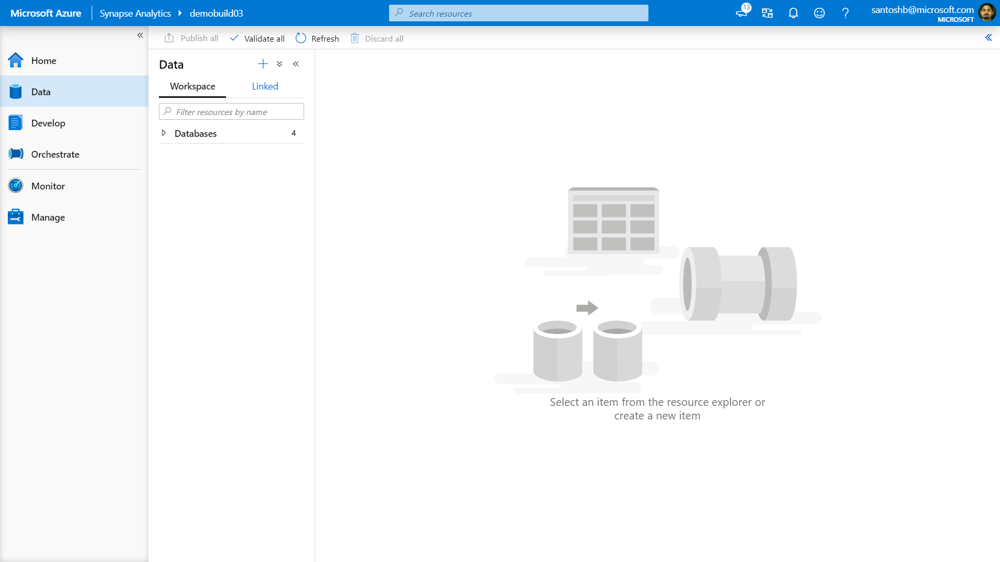 Microsoft Azure
Synapse Analytics
demobuild03
Search resources
13
santoshb@microsoft.com
MICROSOFT
Publish all
Validate all
Refresh
Discard all
Home
Data
Develop
Orchestrate
Monitor
Manage
Data
Workspace
Linked
Filter resources by name
Databases 4
Select an item from the resource explorer or
create a new item